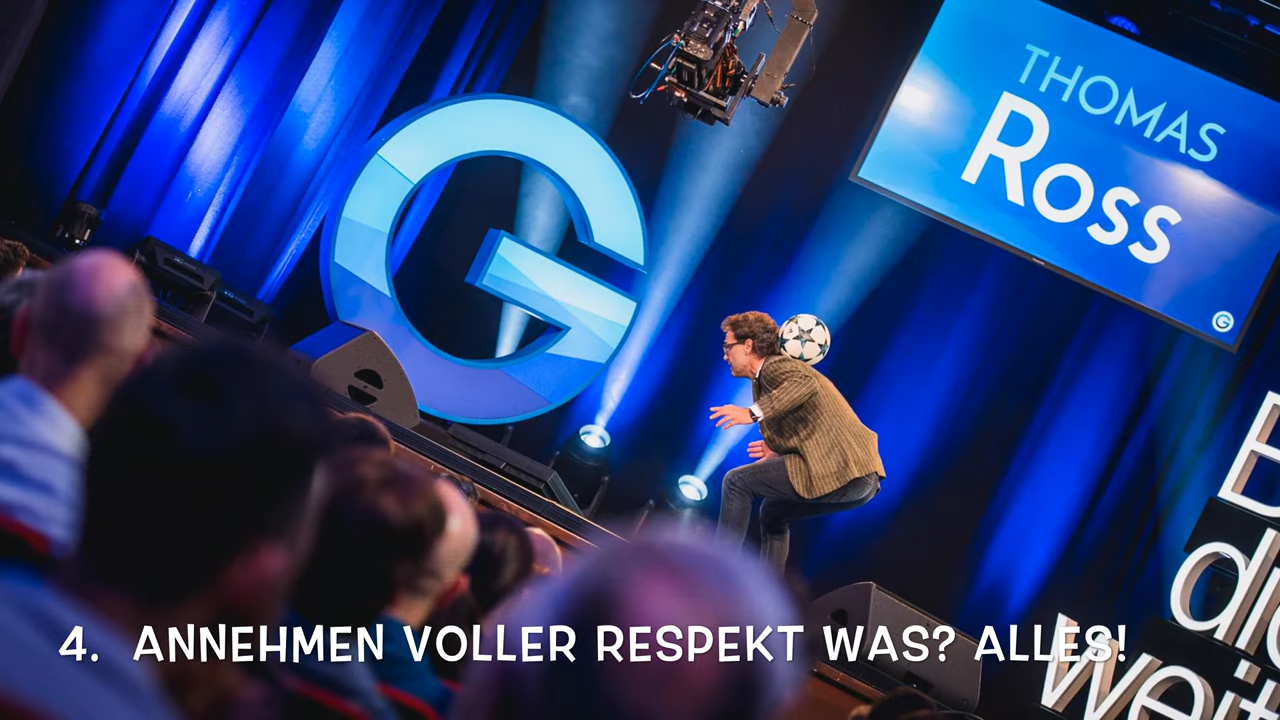 G
THOMAS
ROSS
G
4. ANNEHMEN VOLLER RESPEKT WAS? ALLES!